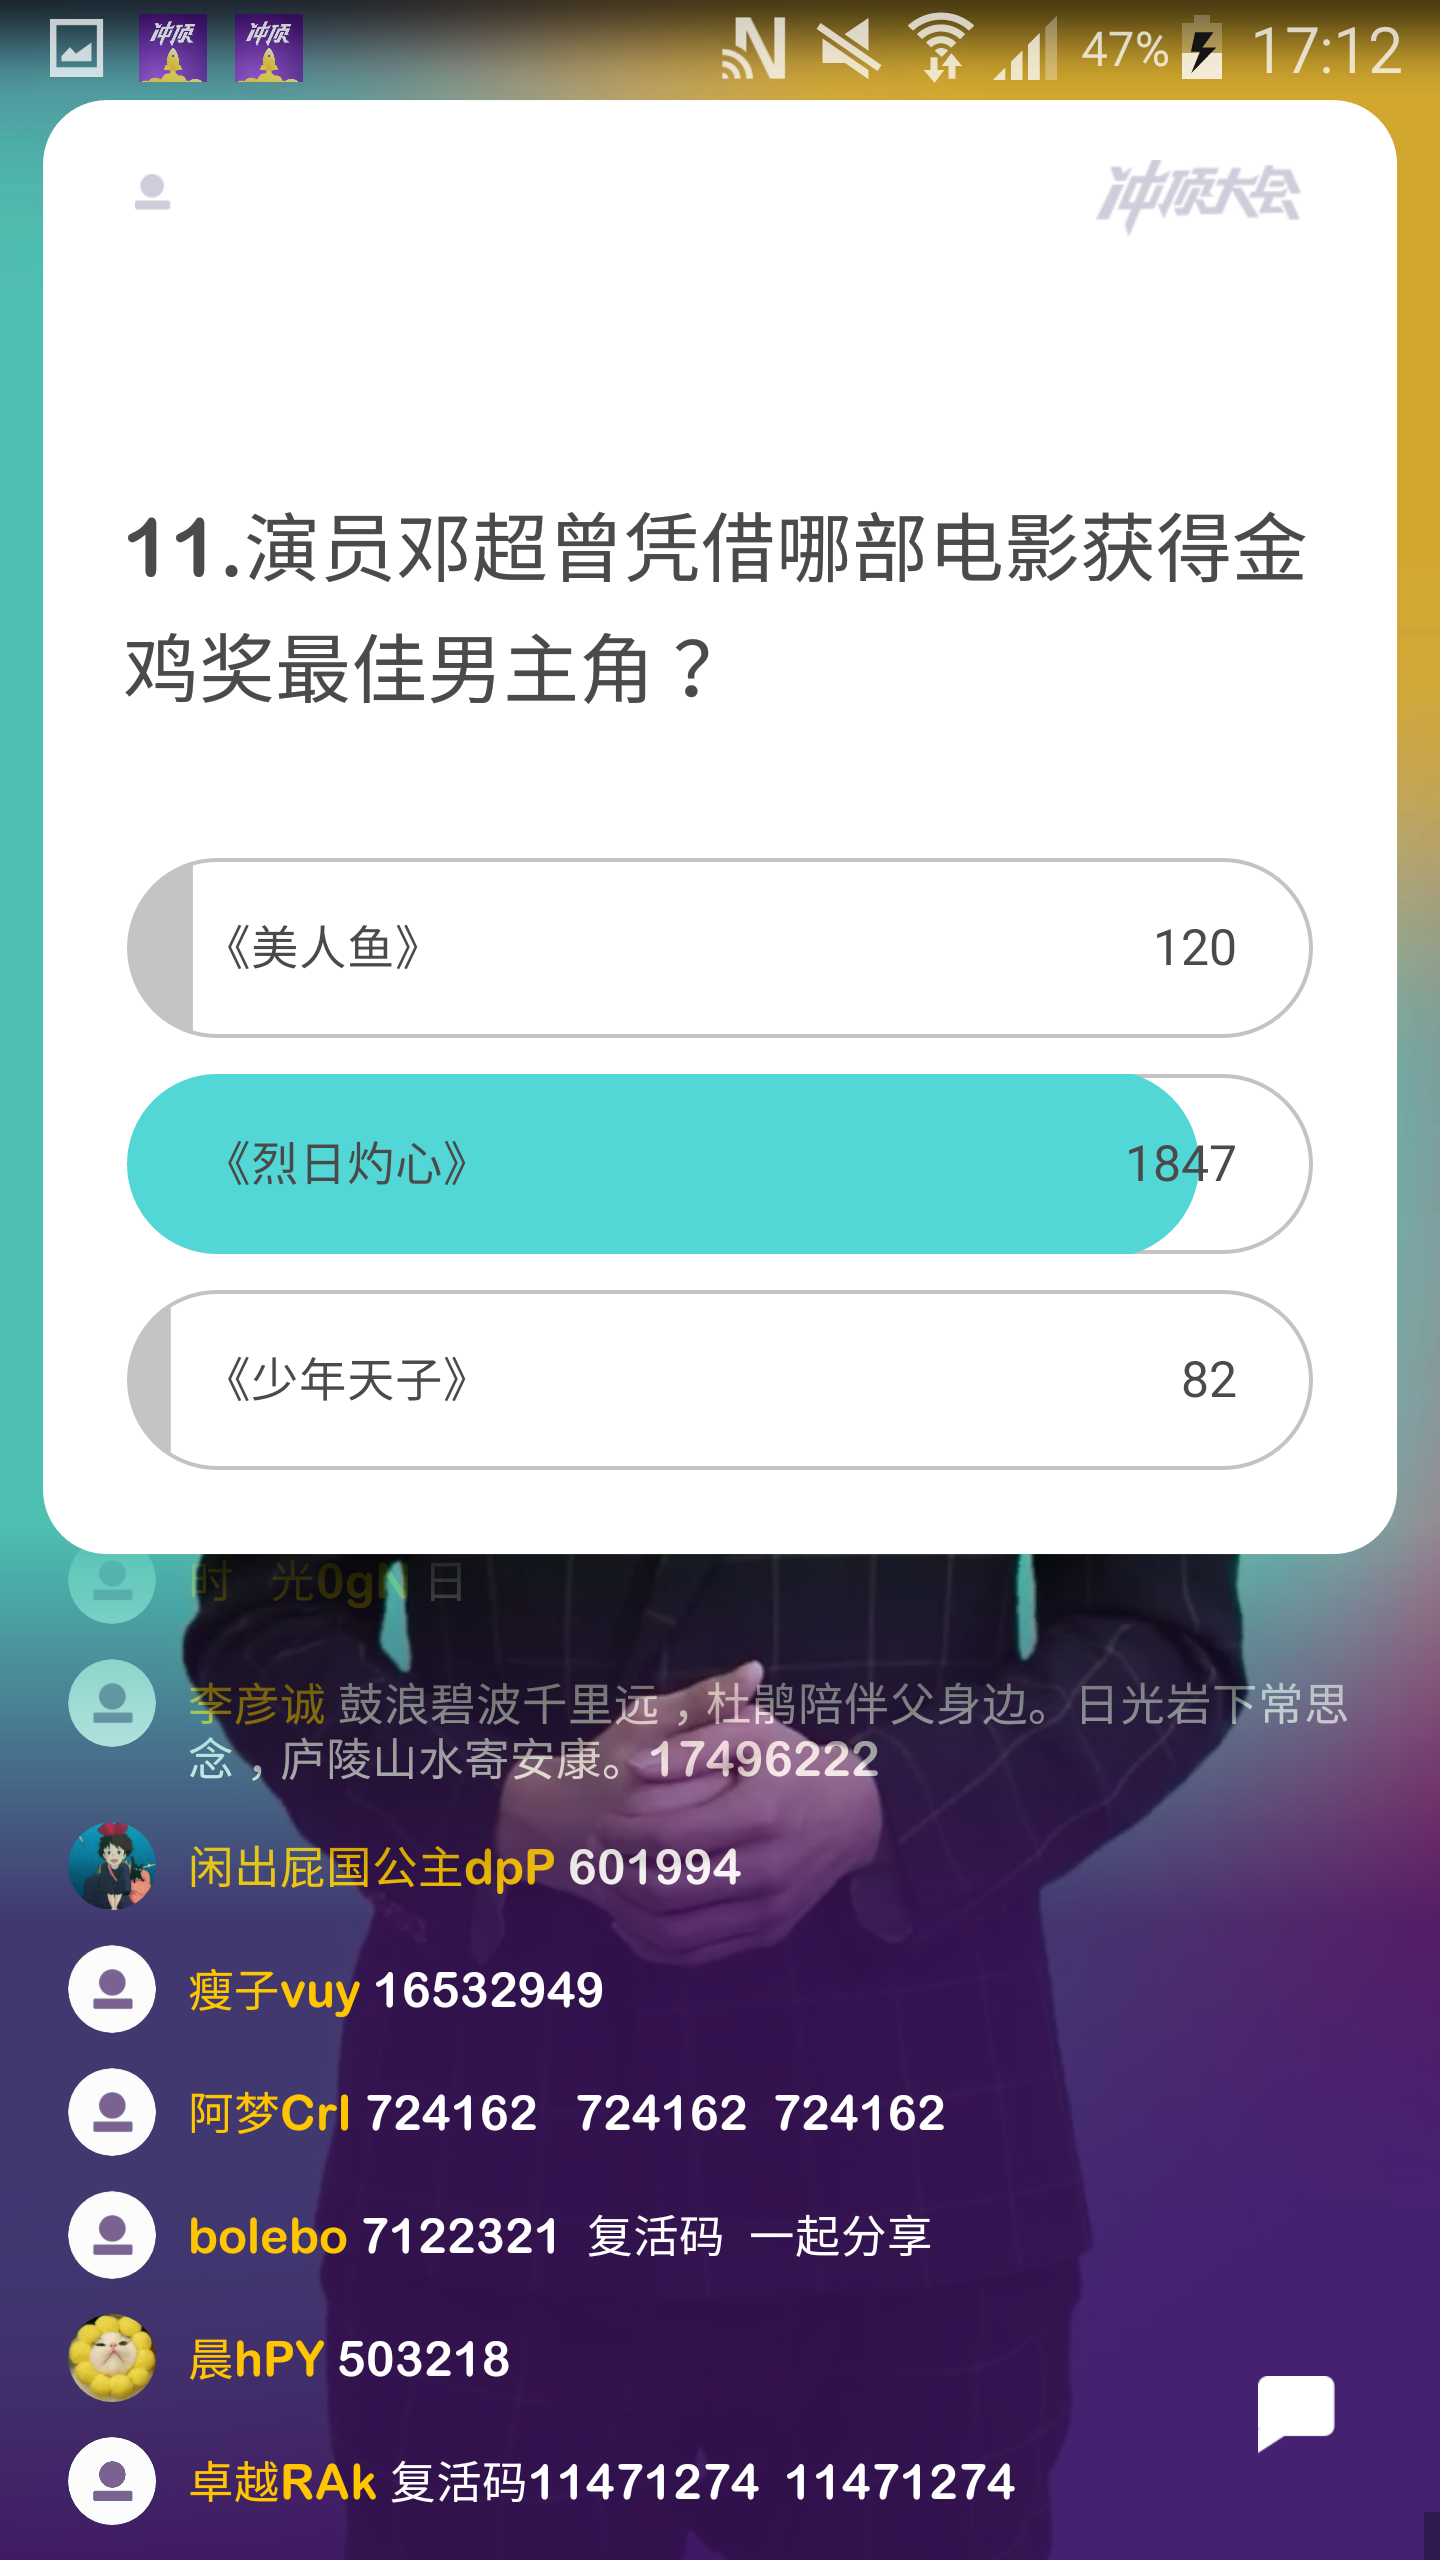 冲顶 冲顶 47% 17:12
冲顶大会
11.演员邓超曾凭借哪部电影获得金
鸡奖最佳男主角？
《美人鱼》 120
《烈日灼心》 1847
《少年天子》 82
时 光0gN 日
李彦诚 鼓浪碧波千里远，杜鹃陪伴父身边。日光岩下常思
念，庐陵山水寄安康。17496222
闲出屁国公主dpP 601994
瘦子vuy 16532949
阿梦Crl 724162 724162 724162
bolebo 7122321 复活码 一起分享
晨hPY 503218
卓越RAk 复活码11471274 11471274